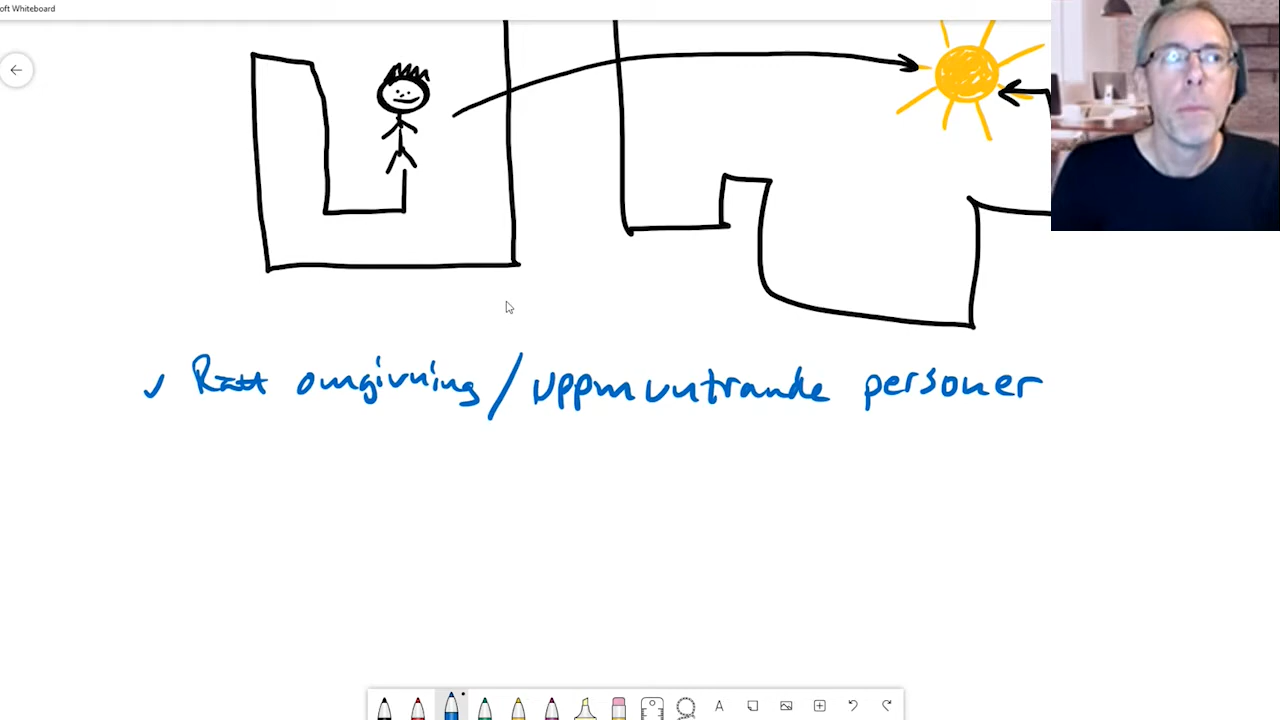 oft Whiteboard
✓ Rätt omgivning / uppmuntrande personer
A